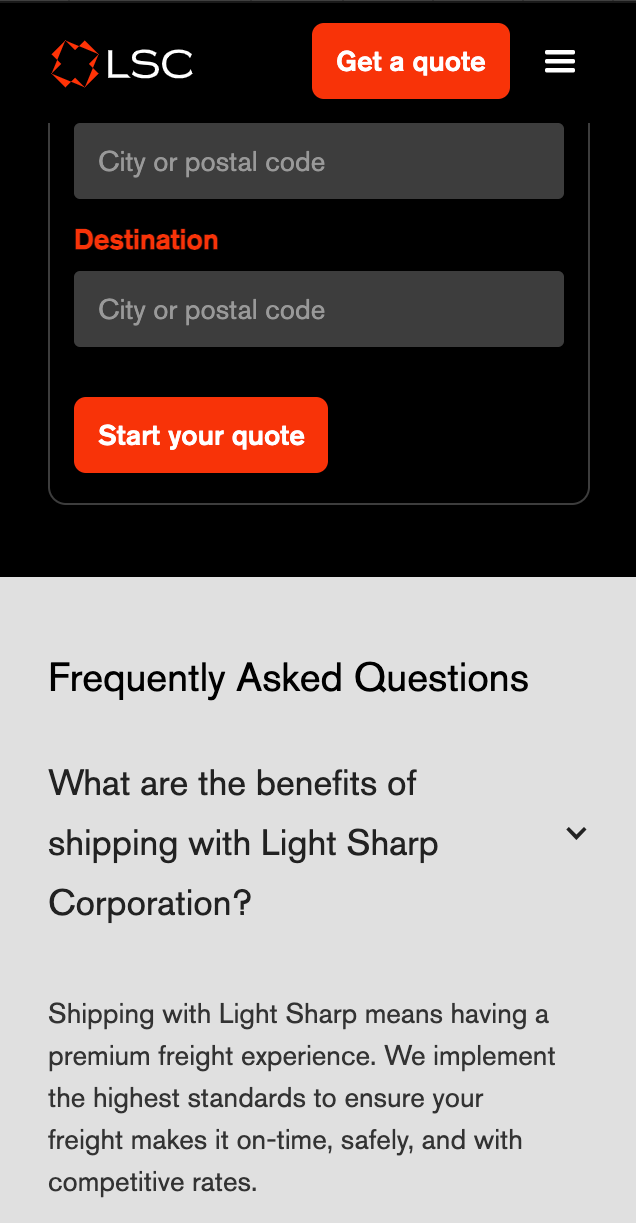 LSC
Get a quote
City or postal code
Destination
City or postal code
Start your quote
Frequently Asked Questions
What are the benefits of
shipping with Light Sharp
Corporation?
Shipping with Light Sharp means having a
premium freight experience. We implement
the highest standards to ensure your
freight makes it on-time, safely, and with
competitive rates.